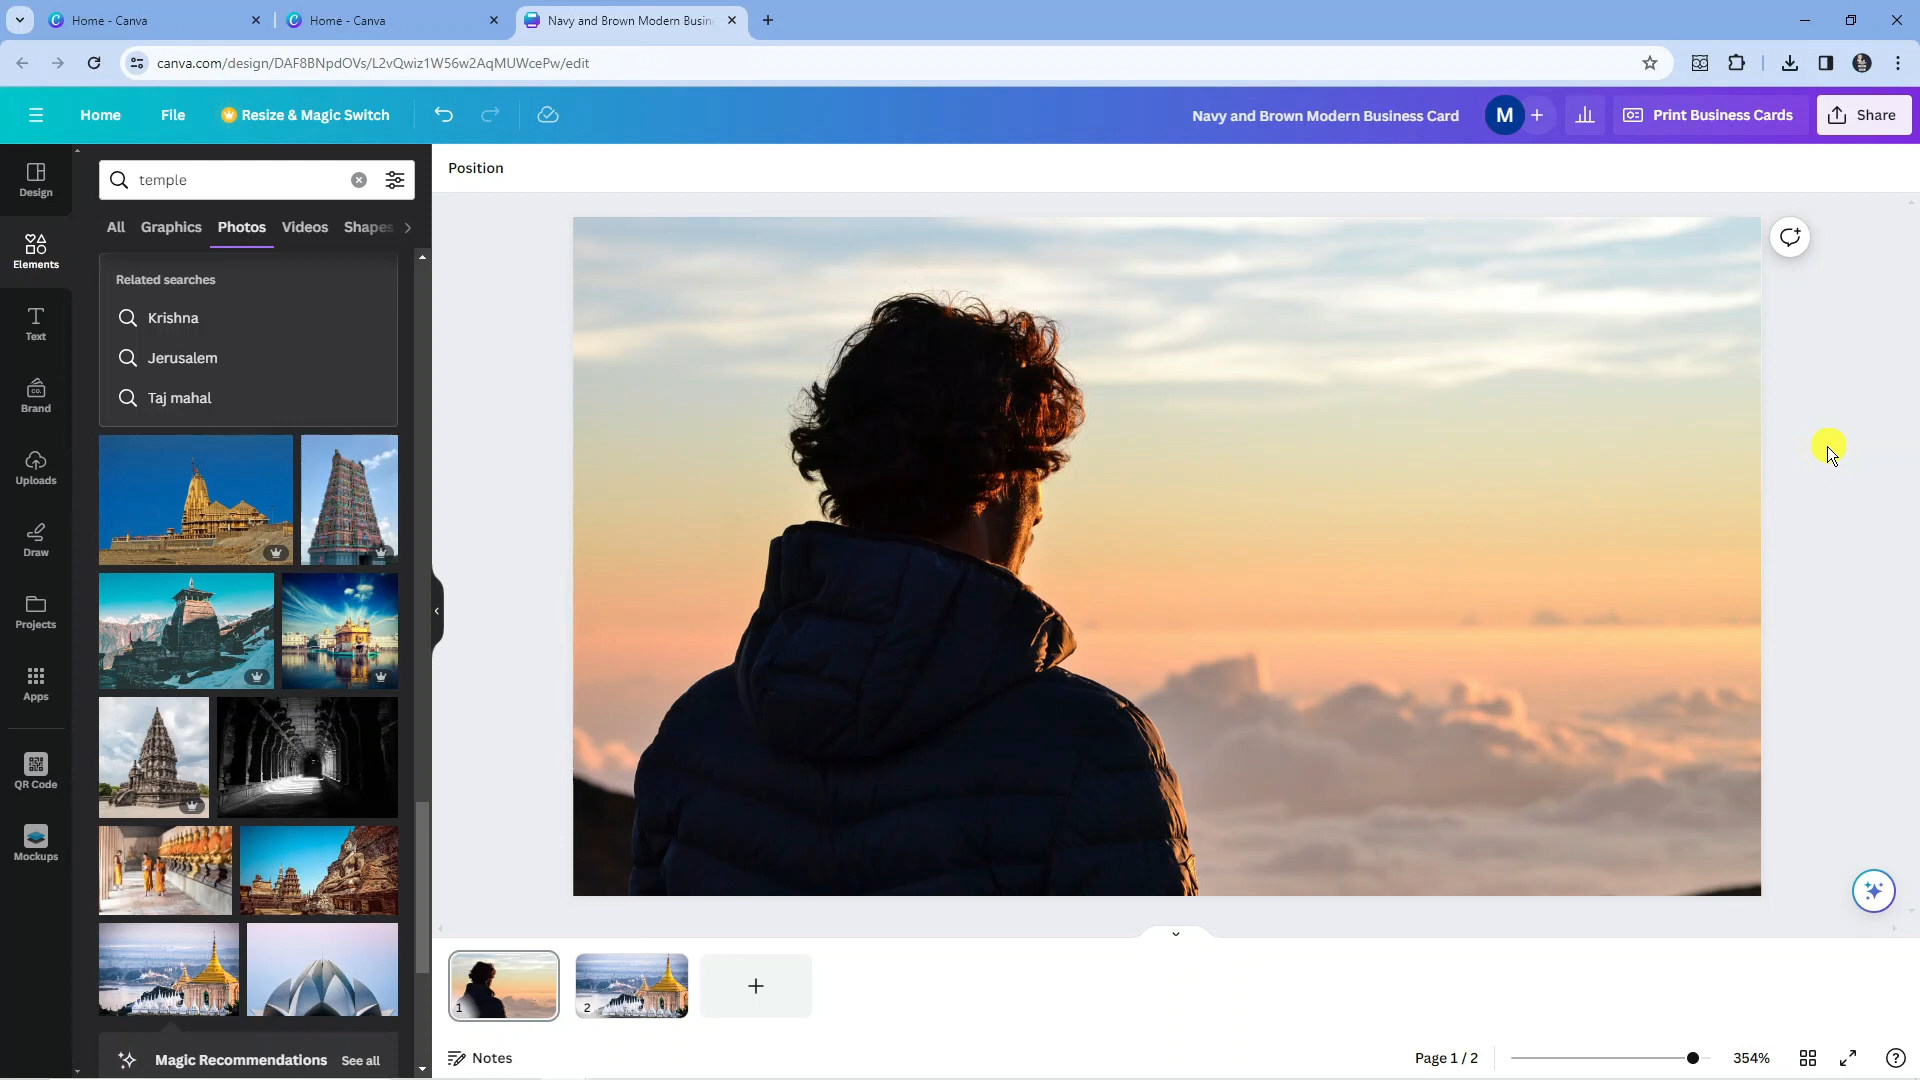 Home - Canva
Home - Canva
Navy and Brown Modern Busin
canva.com/design/DAF8BNpdOVs/L2vQwiz1W56w2AqMUWcePw/edit
Home
File
Resize & Magic Switch
Navy and Brown Modern Business Card
M
Print Business Cards
Share
Design
Elements
Text
Brand
Uploads
Draw
Projects
Apps
QR Code
Mockups
temple
All
Graphics
Photos
Videos
Shapes
Related searches
Krishna
Jerusalem
Taj mahal
Magic Recommendations
See all
Position
1
2
Notes
Page 1 / 2
354%